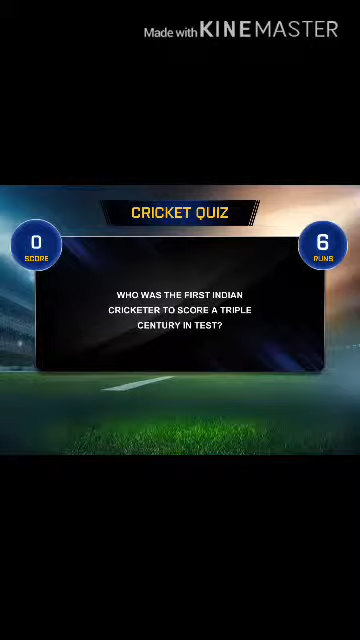 Made with KINEMASTER
CRICKET QUIZ
0
SCORE
6
RUNS
WHO WAS THE FIRST INDIAN
CRICKETER TO SCORE A TRIPLE
CENTURY IN TEST?